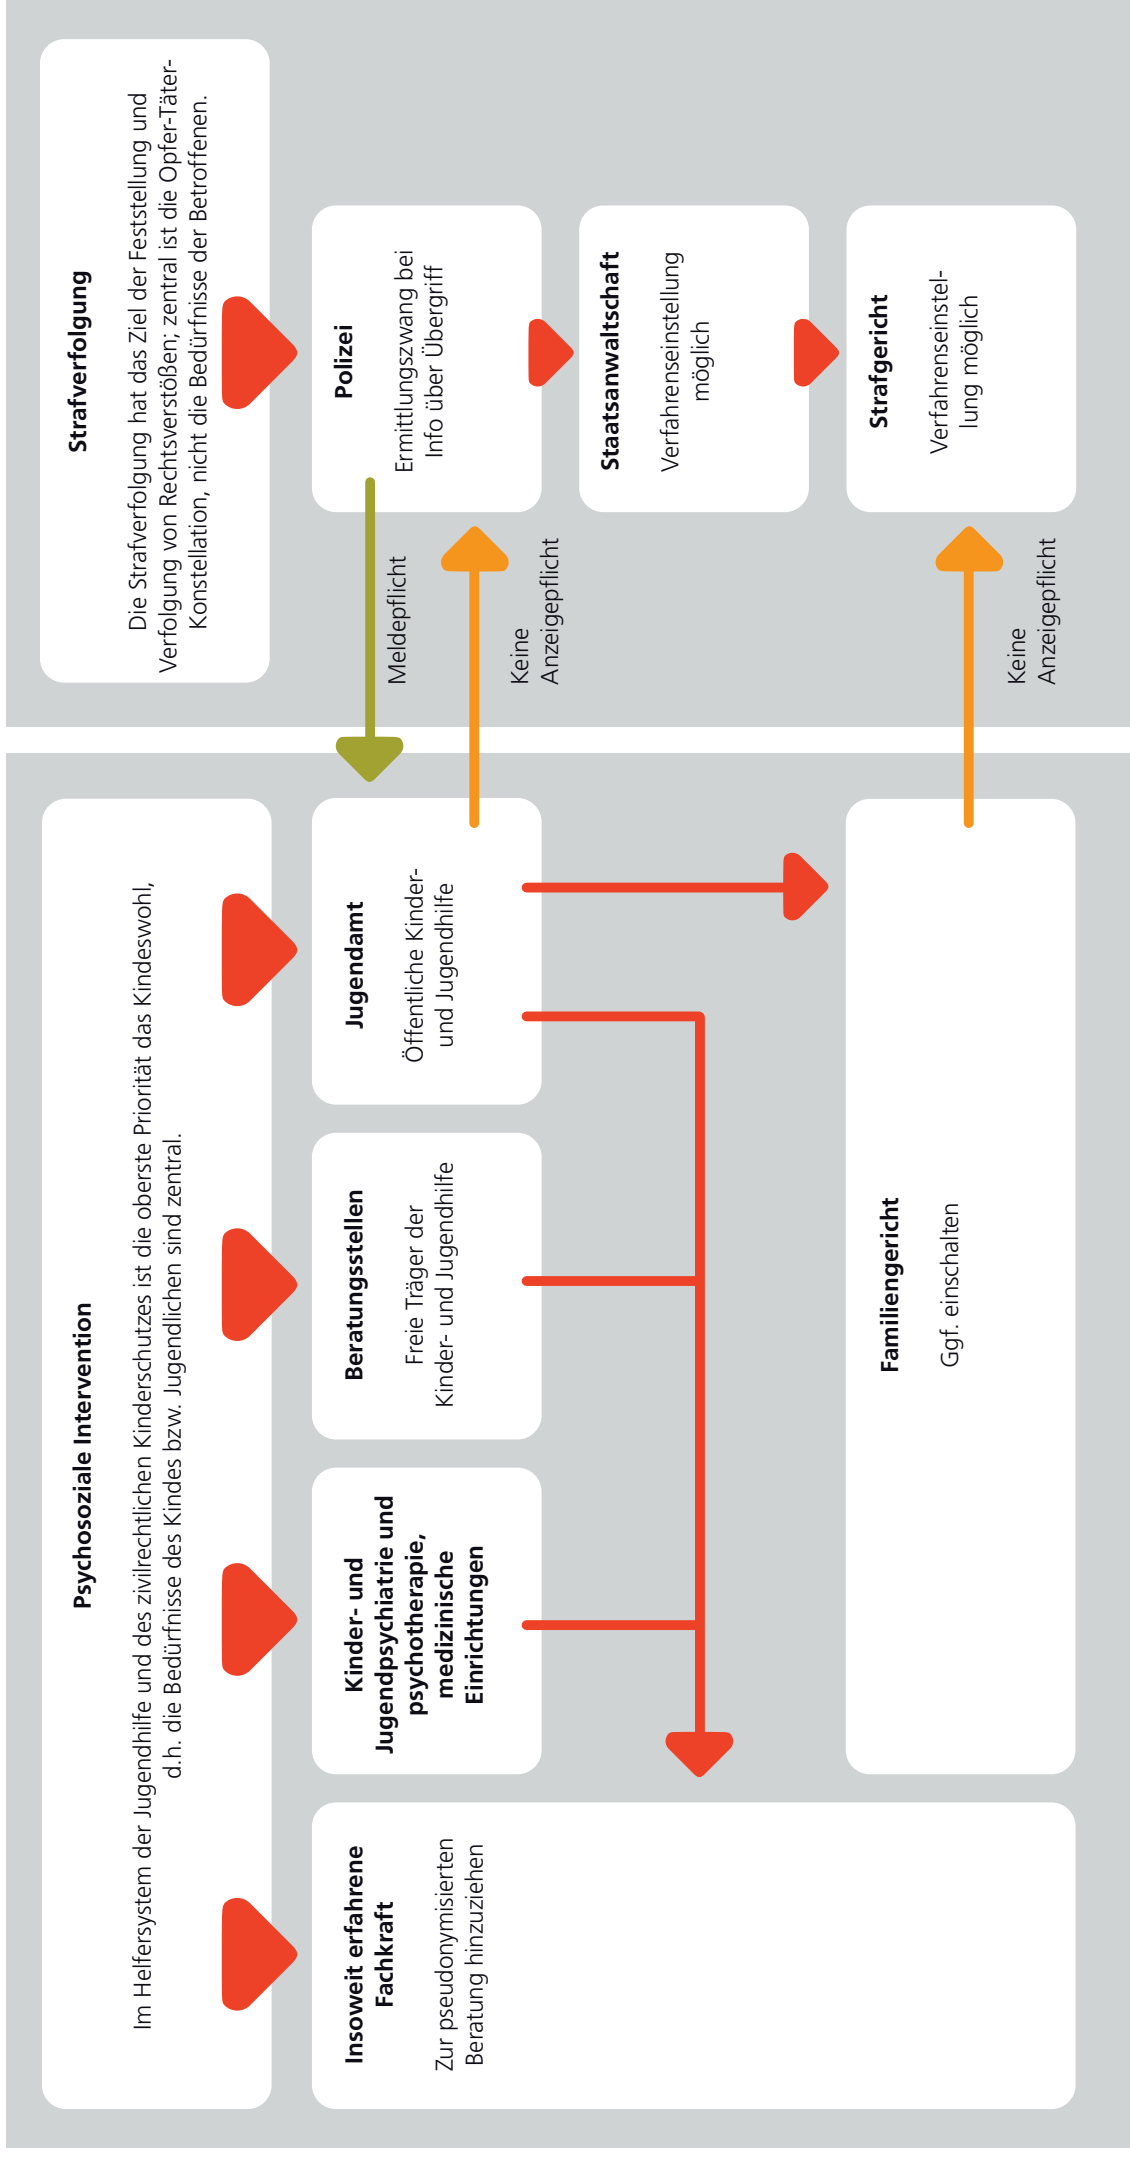 Psychosoziale Intervention
Im Helfersystem der Jugendhilfe und des zivilrechtlichen Kinderschutzes ist die oberste Priorität das Kindeswohl,
d.h. die Bedürfnisse des Kindes bzw. Jugendlichen sind zentral.
Insoweit erfahrene
Fachkraft
Zur pseudonymisierten
Beratung hinzuziehen
Kinder- und
Jugendpsychiatrie und
psychotherapie,
medizinische
Einrichtungen
Beratungsstellen
Freie Träger der
Kinder- und Jugendhilfe
Jugendamt
Öffentliche Kinder-
und Jugendhilfe
Familiengericht
Ggf. einschalten
Strafverfolgung
Die Strafverfolgung hat das Ziel der Feststellung und
Verfolgung von Rechtsverstößen; zentral ist die Opfer-Täter-
Konstellation, nicht die Bedürfnisse der Betroffenen.
Meldepflicht
Keine
Anzeigepflicht
Polizei
Ermittlungszwang bei
Info über Übergriff
Staatsanwaltschaft
Verfahrenseinstellung
möglich
Keine
Anzeigepflicht
Strafgericht
Verfahrenseinstel-
lung möglich